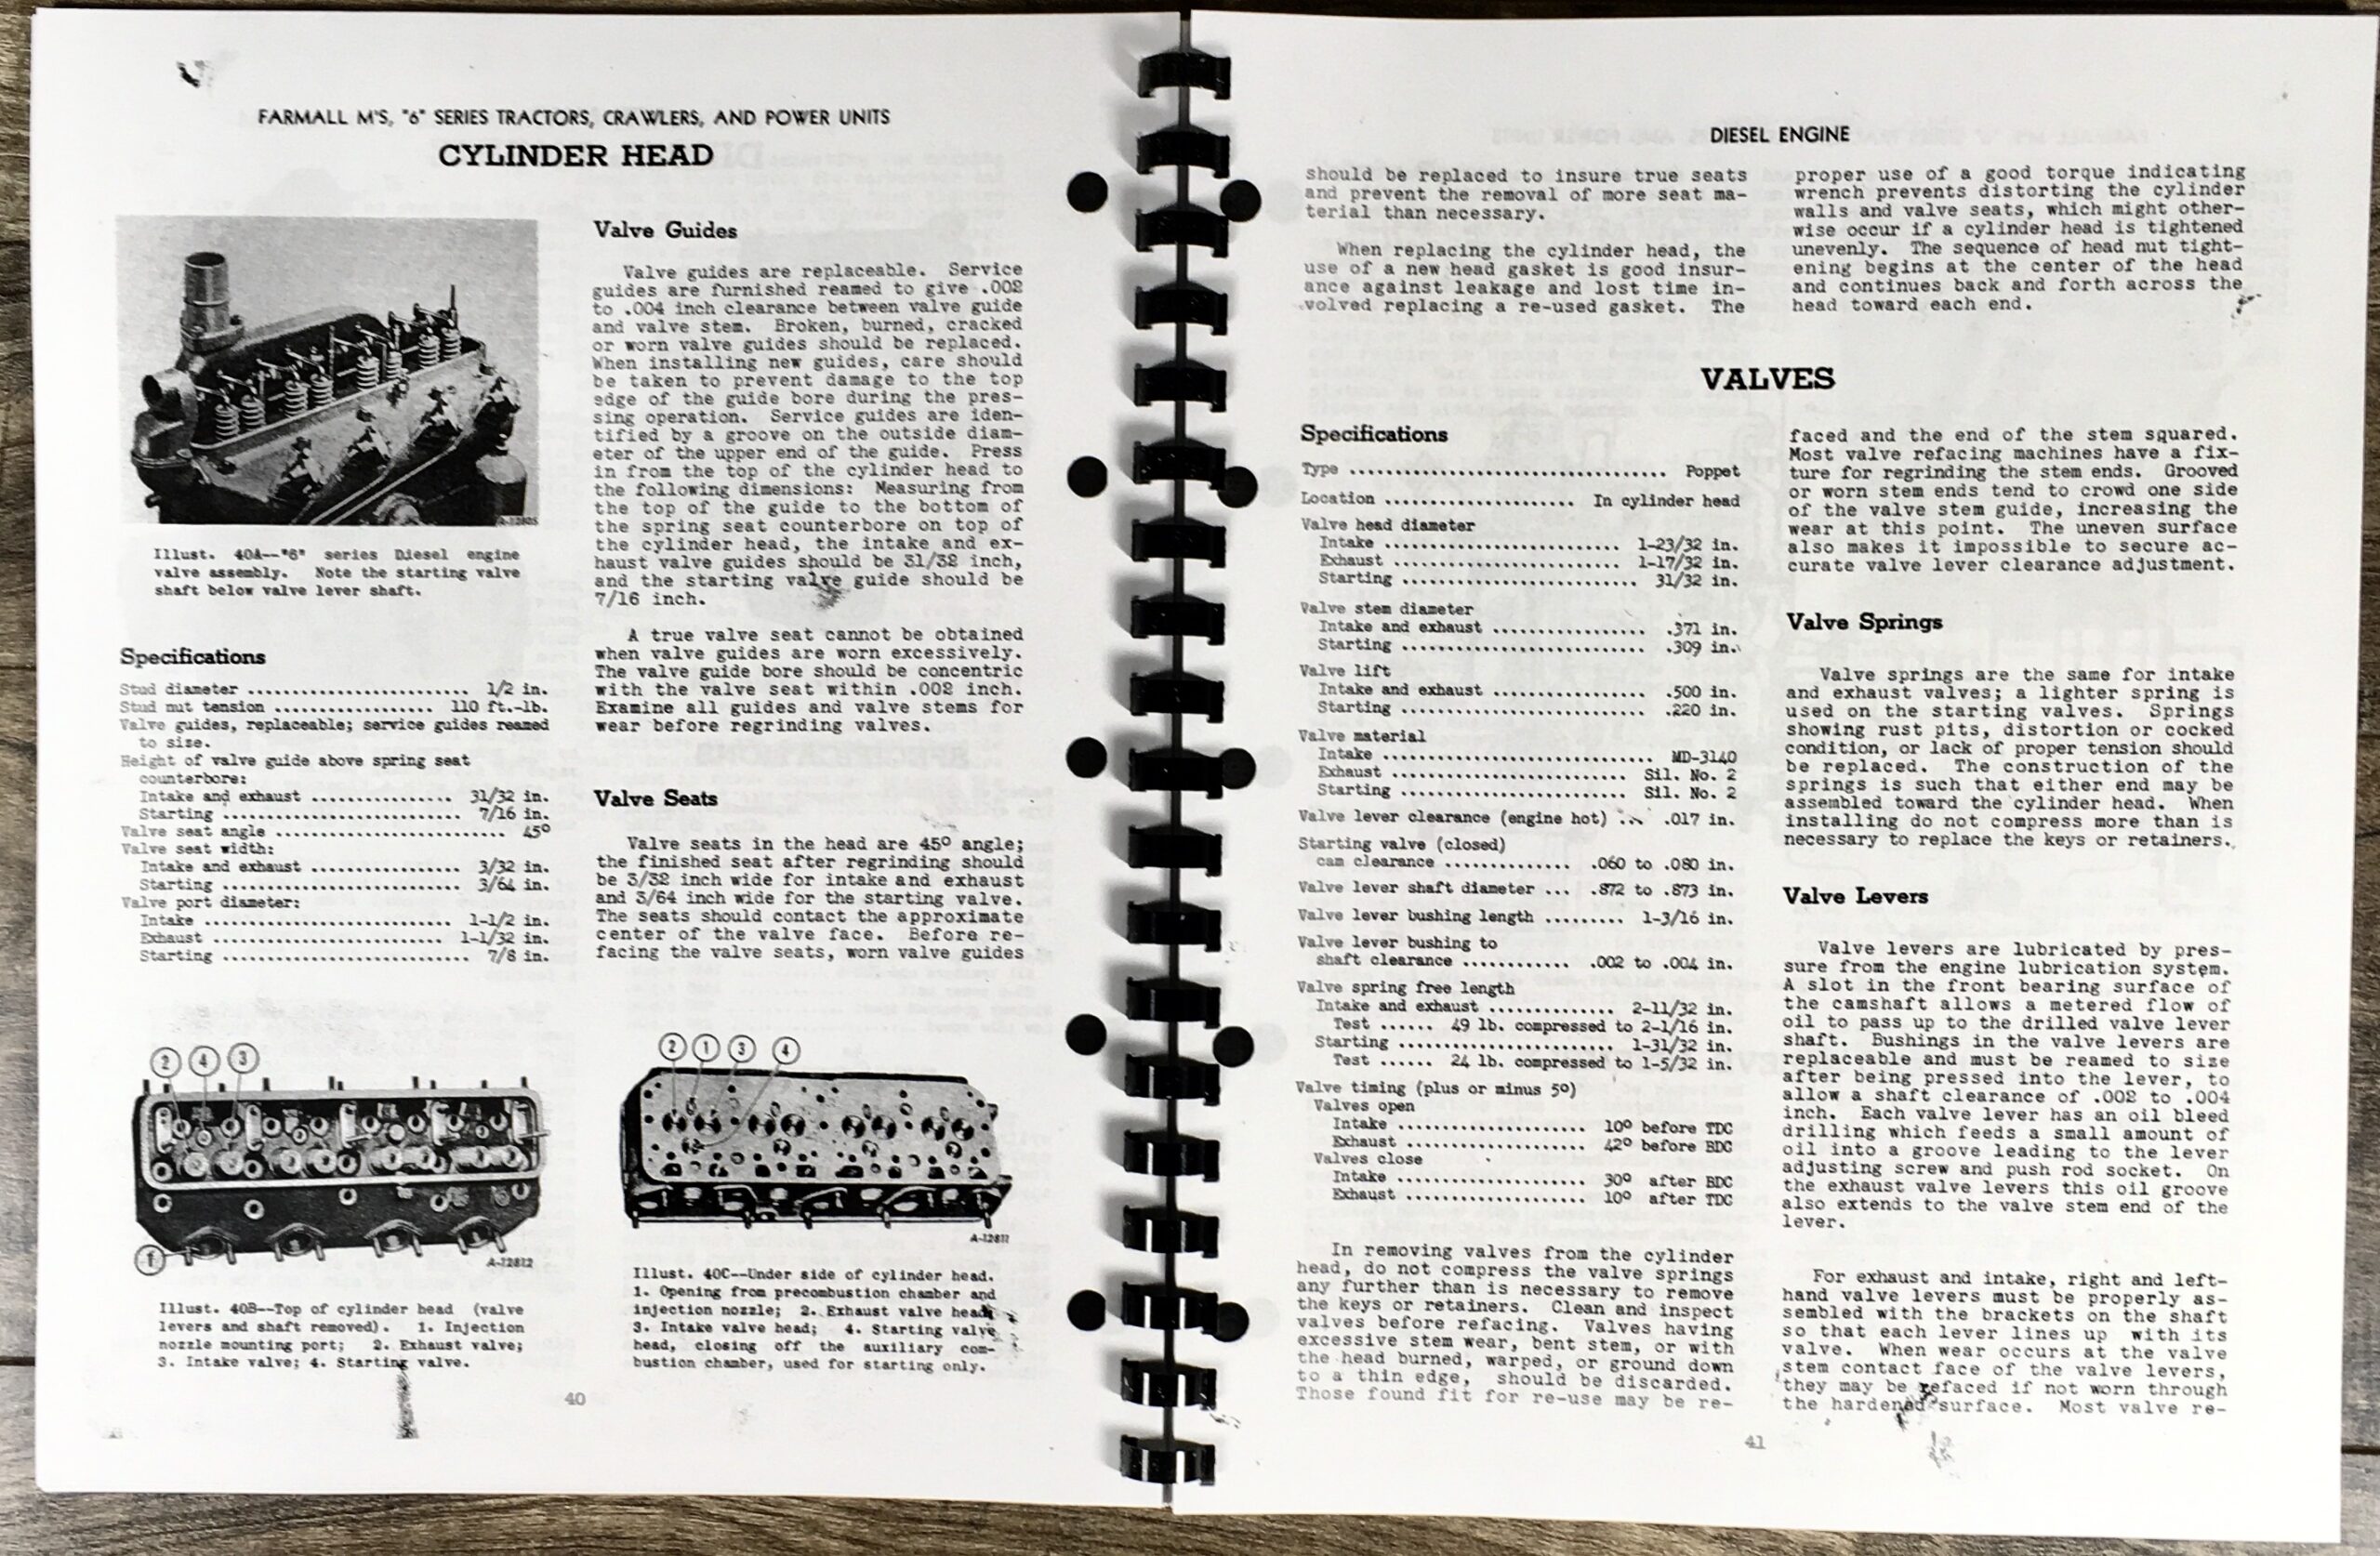 FARMALL M'S, "6" SERIES TRACTORS, CRAWLERS, AND POWER UNITS
CYLINDER HEAD
A-12805
Illust. 40A--"6" series Diesel engine
valve assembly. Note the starting valve
shaft below valve lever shaft.
Specifications
Stud diameter ........................ 1/2 in.
Stud nut tension ................. 110 ft.-lb.
Valve guides, replaceable; service guides reamed
to size.
Height of valve guide above spring seat
counterbore:
Intake and exhaust ................ 31/32 in.
Starting .......................... 7/16 in.
Valve seat angle .......................... 45°
Valve seat width:
Intake and exhaust ................. 3/32 in.
Starting .......................... 3/64 in.
Valve port diameter:
Intake ............................ 1-1/2 in.
Exhaust ......................... 1-1/32 in.
Starting ............................ 7/8 in.
2 4 3
1
A-12812
Illust. 40B--Top of cylinder head (valve
levers and shaft removed). 1. Injection
nozzle mounting port; 2. Exhaust valve;
3. Intake valve; 4. Starting valve.
Valve Guides
Valve guides are replaceable. Service
guides are furnished reamed to give .002
to .004 inch clearance between valve guide
and valve stem. Broken, burned, cracked
or worn valve guides should be replaced.
When installing new guides, care should
be taken to prevent damage to the top
edge of the guide bore during the pres-
sing operation. Service guides are iden-
tified by a groove on the outside diam-
eter of the upper end of the guide. Press
in from the top of the cylinder head to
the following dimensions: Measuring from
the top of the guide to the bottom of
the spring seat counterbore on top of
the cylinder head, the intake and ex-
haust valve guides should be 31/32 inch,
and the starting valve guide should be
7/16 inch.
A true valve seat cannot be obtained
when valve guides are worn excessively.
The valve guide bore should be concentric
with the valve seat within .002 inch.
Examine all guides and valve stems for
wear before regrinding valves.
Valve Seats
Valve seats in the head are 45° angle;
the finished seat after regrinding should
be 3/32 inch wide for intake and exhaust
and 3/64 inch wide for the starting valve.
The seats should contact the approximate
center of the valve face. Before re-
facing the valve seats, worn valve guides
2 1 3 4
A-12811
Illust. 40C--Under side of cylinder head.
1. Opening from precombustion chamber and
injection nozzle; 2. Exhaust valve head;
3. Intake valve head; 4. Starting valve
head, closing off the auxiliary com-
bustion chamber, used for starting only.
40
DIESEL ENGINE
should be replaced to insure true seats
and prevent the removal of more seat ma-
terial than necessary.
When replacing the cylinder head, the
use of a new head gasket is good insur-
ance against leakage and lost time in-
volved replacing a re-used gasket. The
proper use of a good torque indicating
wrench prevents distorting the cylinder
walls and valve seats, which might other-
wise occur if a cylinder head is tightened
unevenly. The sequence of head nut tight-
ening begins at the center of the head
and continues back and forth across the
head toward each end.
VALVES
Specifications
Type .................................. Poppet
Location .................... In cylinder head
Valve head diameter
Intake ......................... 1-23/32 in.
Exhaust ........................ 1-17/32 in.
Starting ......................... 31/32 in.
Valve stem diameter
Intake and exhaust ................ .371 in.
Starting .......................... .309 in.
Valve lift
Intake and exhaust ................ .500 in.
Starting .......................... .220 in.
Valve material
Intake ............................ MD-3140
Exhaust ......................... Sil. No. 2
Starting ........................ Sil. No. 2
Valve lever clearance (engine hot) ... .017 in.
Starting valve (closed)
cam clearance .............. .060 to .080 in.
Valve lever shaft diameter ... .872 to .873 in.
Valve lever bushing length ......... 1-3/16 in.
Valve lever bushing to
shaft clearance ............ .002 to .004 in.
Valve spring free length
Intake and exhaust .............. 2-11/32 in.
Test ...... 49 lb. compressed to 2-1/16 in.
Starting ........................ 1-31/32 in.
Test ...... 24 lb. compressed to 1-5/32 in.
Valve timing (plus or minus 5°)
Valves open
Intake ..................... 10° before TDC
Exhaust .................... 42° before BDC
Valves close
Intake ...................... 30° after BDC
Exhaust ..................... 10° after TDC
In removing valves from the cylinder
head, do not compress the valve springs
any further than is necessary to remove
the keys or retainers. Clean and inspect
valves before refacing. Valves having
excessive stem wear, bent stem, or with
the head burned, warped, or ground down
to a thin edge, should be discarded.
Those found fit for re-use may be re-
faced and the end of the stem squared.
Most valve refacing machines have a fix-
ture for regrinding the stem ends. Grooved
or worn stem ends tend to crowd one side
of the valve stem guide, increasing the
wear at this point. The uneven surface
also makes it impossible to secure ac-
curate valve lever clearance adjustment.
Valve Springs
Valve springs are the same for intake
and exhaust valves; a lighter spring is
used on the starting valves. Springs
showing rust pits, distortion or cocked
condition, or lack of proper tension should
be replaced. The construction of the
springs is such that either end may be
assembled toward the cylinder head. When
installing do not compress more than is
necessary to replace the keys or retainers.
Valve Levers
Valve levers are lubricated by pres-
sure from the engine lubrication system.
A slot in the front bearing surface of
the camshaft allows a metered flow of
oil to pass up to the drilled valve lever
shaft. Bushings in the valve levers are
replaceable and must be reamed to size
after being pressed into the lever, to
allow a shaft clearance of .002 to .004
inch. Each valve lever has an oil bleed
drilling which feeds a small amount of
oil into a groove leading to the lever
adjusting screw and push rod socket. On
the exhaust valve levers this oil groove
also extends to the valve stem end of the
lever.
For exhaust and intake, right and left-
hand valve levers must be properly as-
sembled with the brackets on the shaft
so that each lever lines up with its
valve. When wear occurs at the valve
stem contact face of the valve levers,
they may be refaced if not worn through
the hardened surface. Most valve re-
41